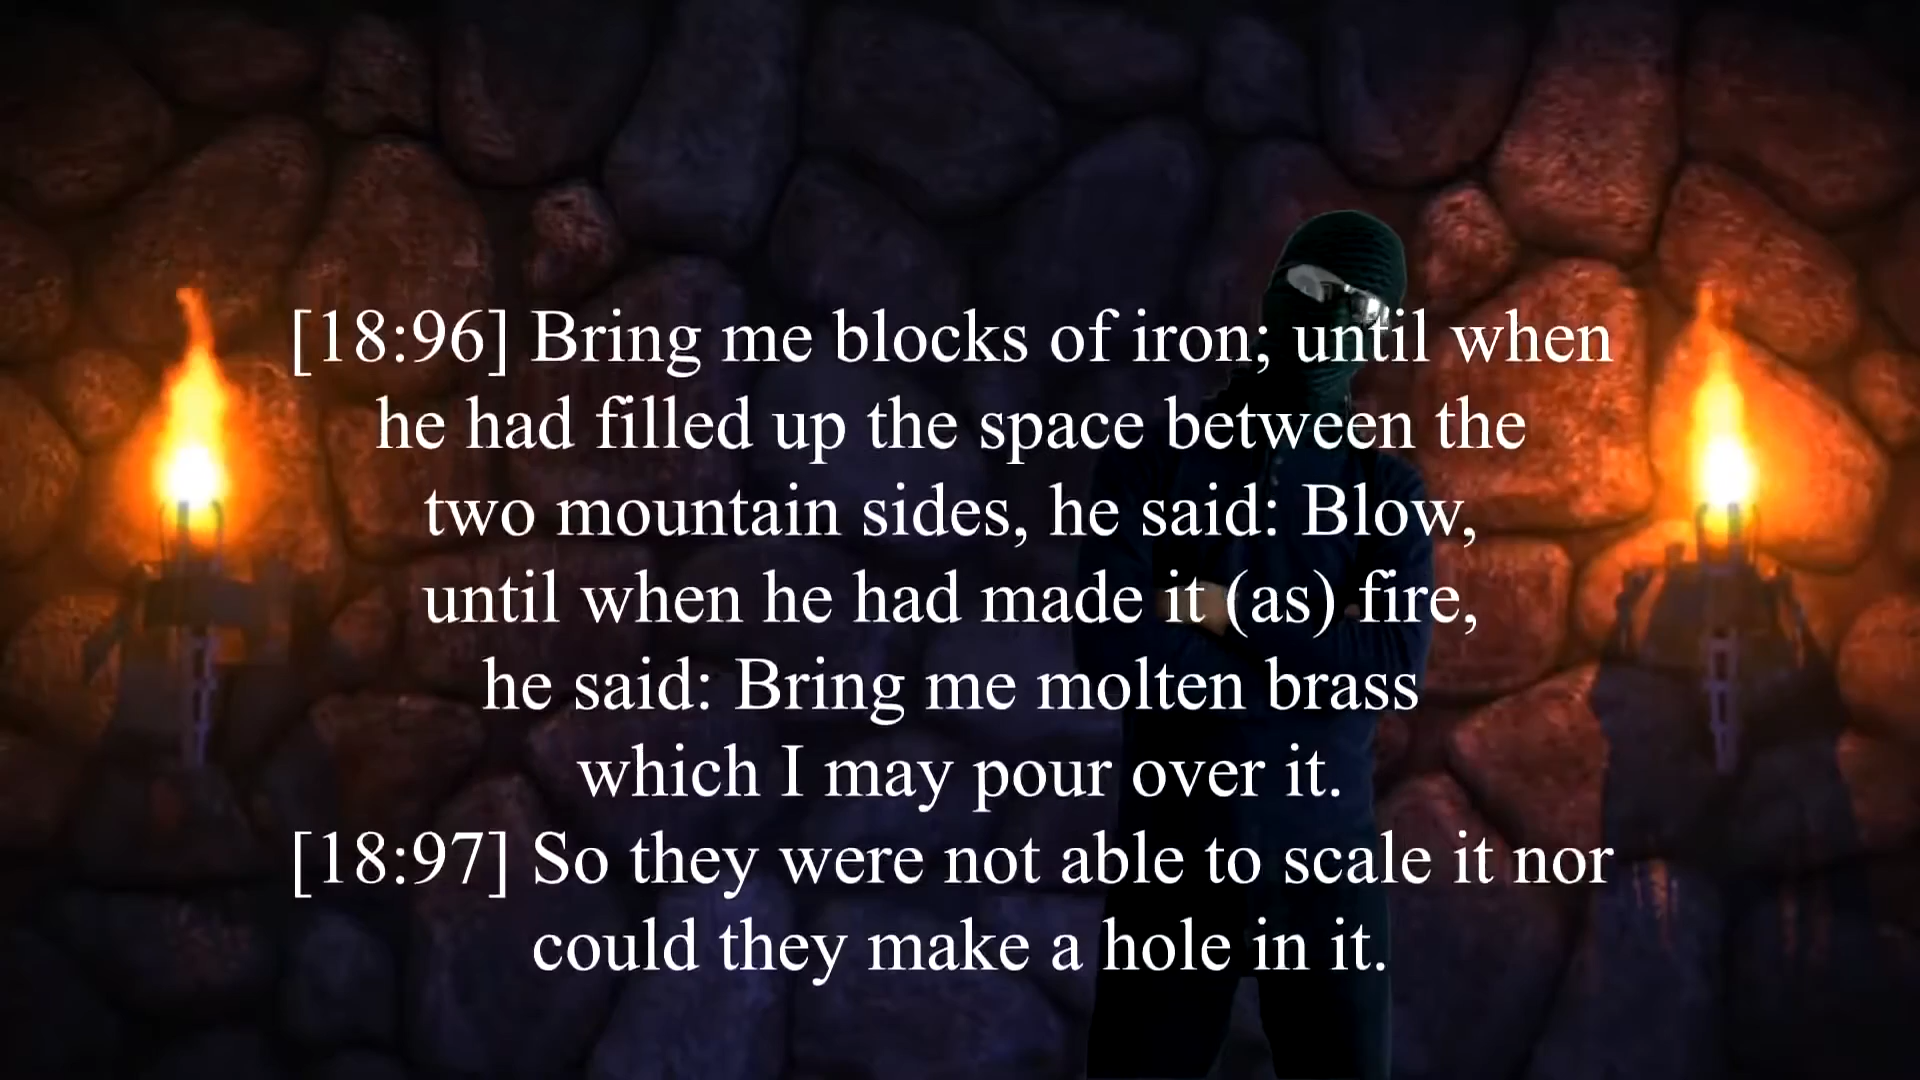 [18:96] Bring me blocks of iron; until when
he had filled up the space between the
two mountain sides, he said: Blow,
until when he had made it (as) fire,
he said: Bring me molten brass
which I may pour over it.
[18:97] So they were not able to scale it nor
could they make a hole in it.